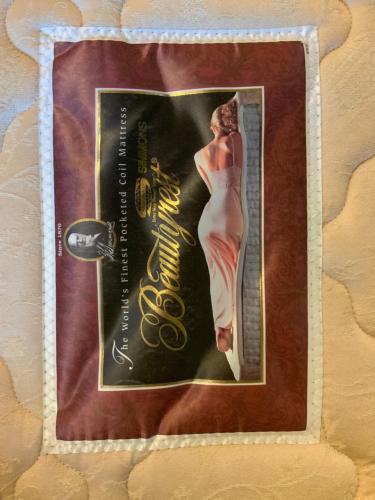 Since 1870
The World's Finest Pocketed Coil Mattress
SIMMONS
Beautyrest®